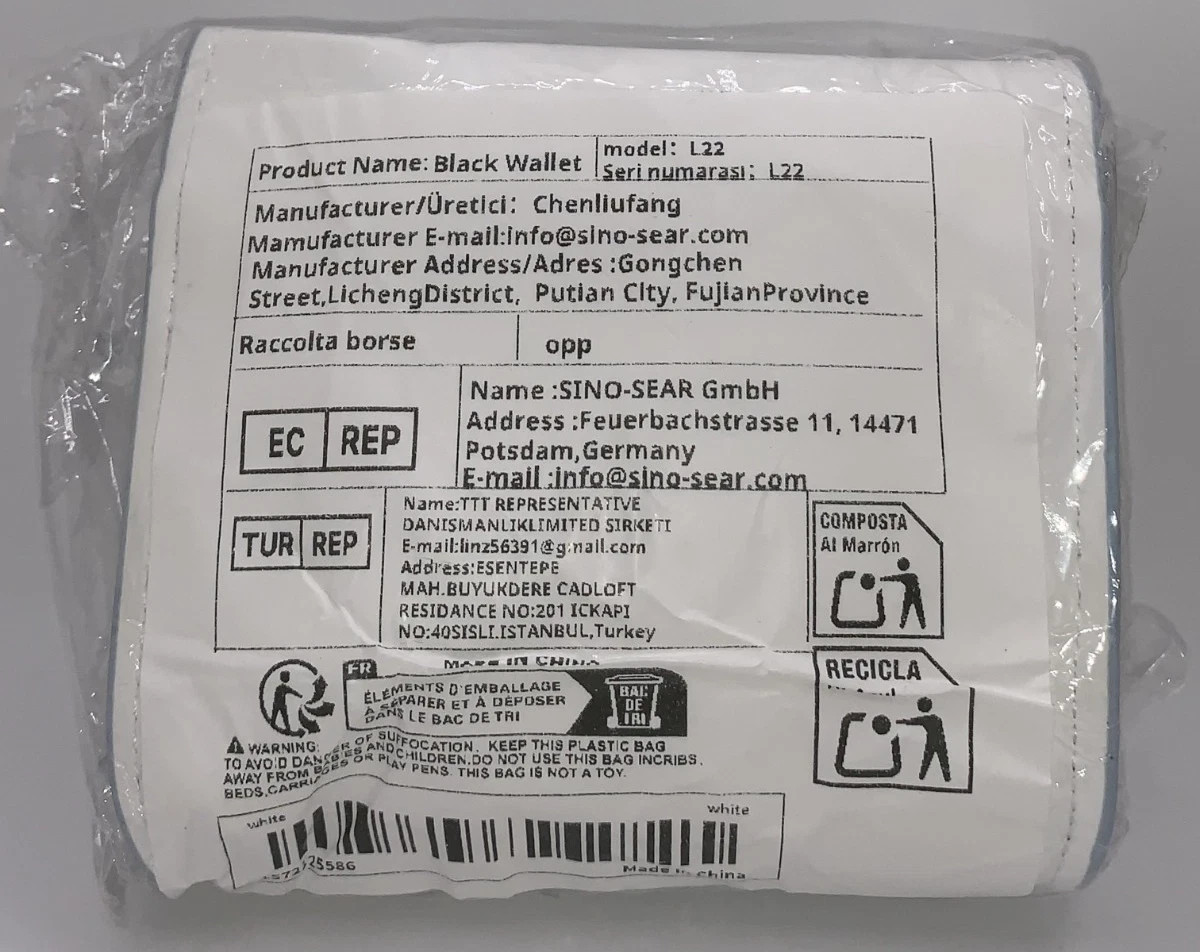 Product Name: Black Wallet
model: L22
Seri numarası: L22
Manufacturer/Üretici: Chenliufang
Mamufacturer E-mail:info@sino-sear.com
Manufacturer Address/Adres :Gongchen
Street,LichengDistrict, Putian City, FujianProvince
Raccolta borse
opp
EC REP
Name :SINO-SEAR GmbH
Address :Feuerbachstrasse 11, 14471
Potsdam,Germany
E-mail :info@sino-sear.com
TUR REP
Name:TTT REPRESENTATIVE
DANISMANLIKLIMITED SIRKETI
E-mail:linz56391@gmail.com
Address:ESENTEPE
MAH.BUYUKDERE CADLOFT
RESIDANCE NO:201 ICKAPI
NO:40SISLI.ISTANBUL,Turkey
COMPOSTA
Al Marrón
RECICLA
MADE IN CHINA
FR
ÉLÉMENTS D'EMBALLAGE
À SÉPARER ET À DÉPOSER
DANS LE BAC DE TRI
BAC
DE
TRI
WARNING:
TO AVOID OF SUFFOCATION. KEEP THIS PLASTIC BAG
AWAY FROM AND CHILDREN.DO NOT USE THIS BAG INCRIBS.
BEDS, OR PLAY PENS. THIS BAG IS NOT A TOY.
white
white
Made in China